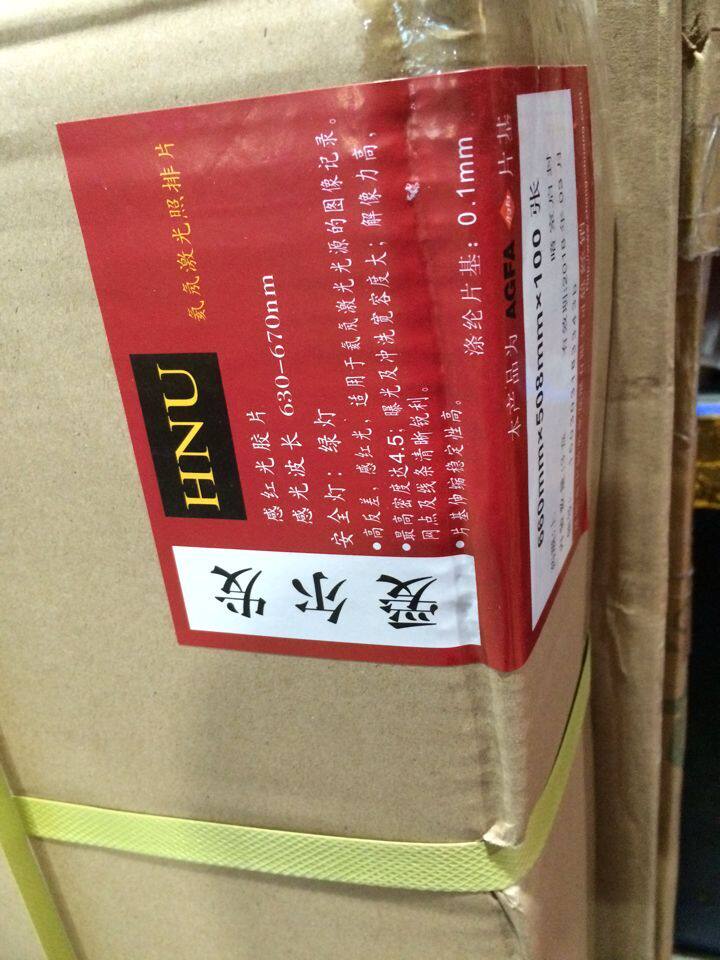 氦氖激光照排片
HNU
发尔骏
感红光胶片
感光波长 630-670nm
安全灯：绿灯
●高反差，感红光，适用于氦氖激光光源的图像记录。
●最高密度达4.5；曝光及冲洗宽容度大；解像力高，
网点及线条清晰锐利。
●片基伸缩稳定性高。
涤纶片基：0.1mm
本产品为 AGFA 片基
660mm×508mm×100 张